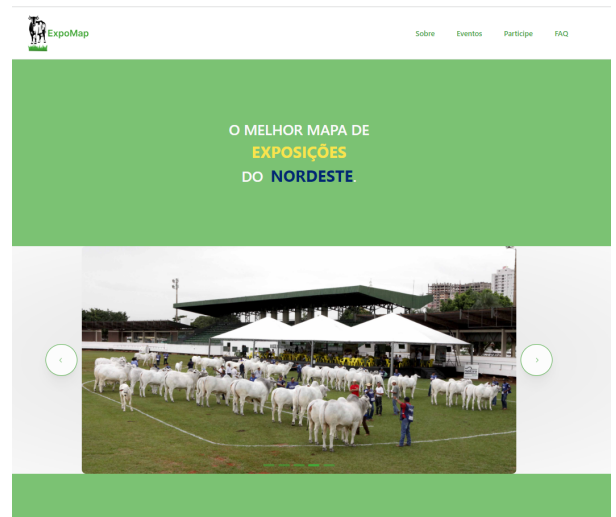 ExpoMap
Sobre Eventos Participe FAQ
O MELHOR MAPA DE
EXPOSIÇÕES
DO NORDESTE.